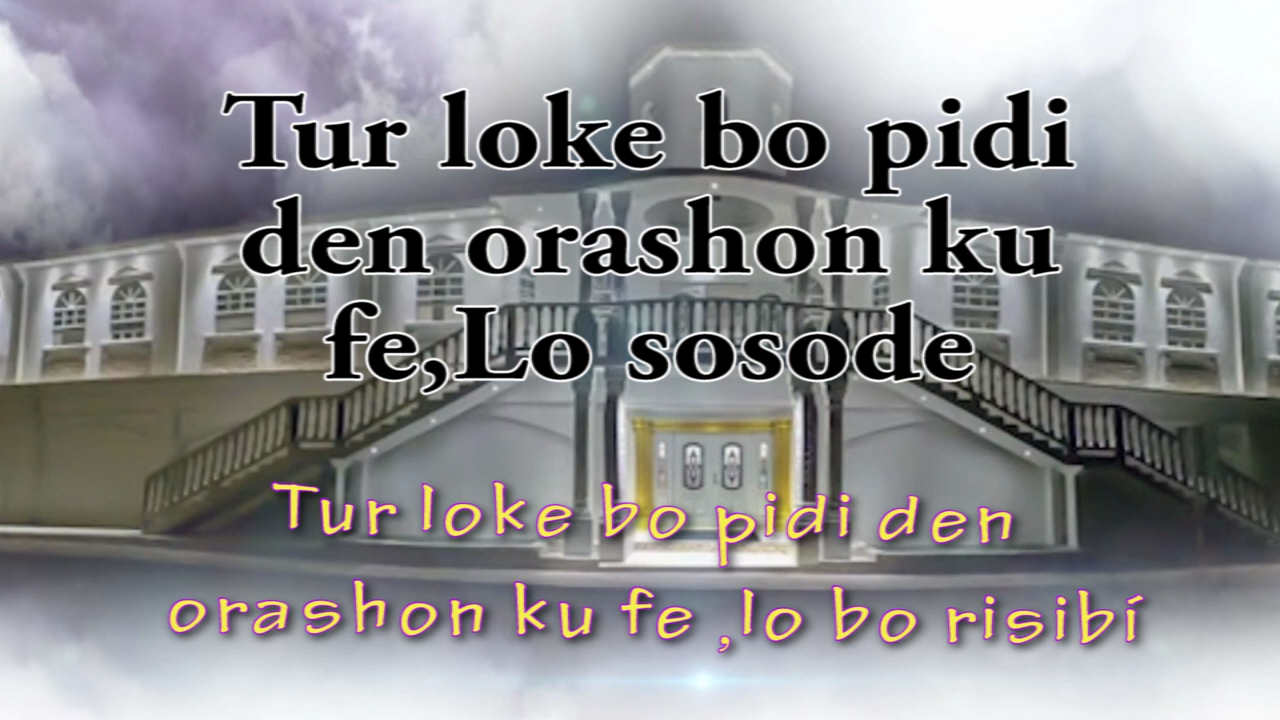 Tur loke bo pidi
den orashon ku
fe,Lo sosode
Tur loke bo pidi den
orashon ku fe ,lo bo risibí